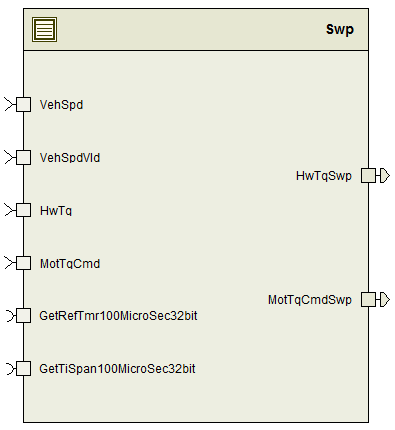 Swp
VehSpd
VehSpdVld
HwTq
MotTqCmd
GetRefTmr100MicroSec32bit
GetTiSpan100MicroSec32bit
HwTqSwp
MotTqCmdSwp